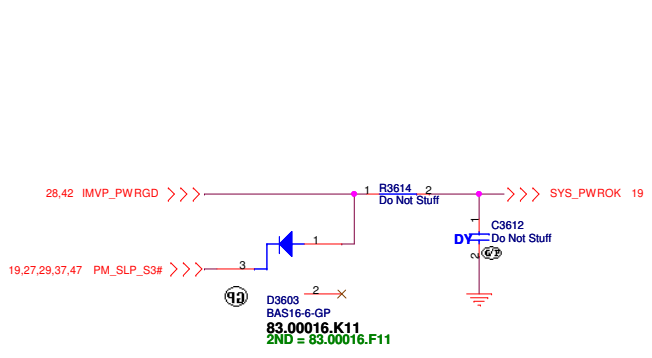 28,42 IMVP_PWRGD
1 R3614 2
Do Not Stuff
SYS_PWROK 19
1
C3612
DY
Do Not Stuff
G/P
2
19,27,29,37,47 PM_SLP_S3#
3
1
GP
2
D3603
BAS16-6-GP
83.00016.K11
2ND = 83.00016.F11